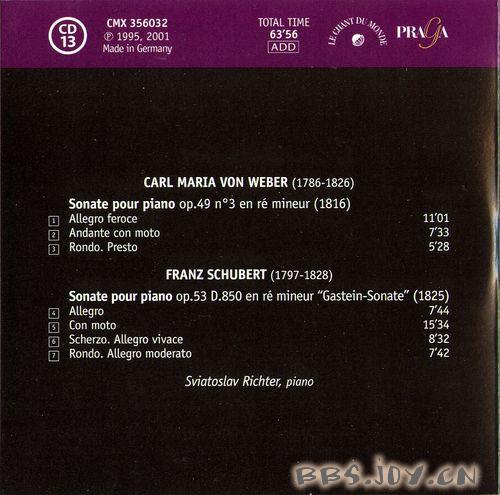 CD
13
CMX 356032
℗ 1995, 2001
Made in Germany
TOTAL TIME
63'56
ADD
LE CHANT DU MONDE
PRAGA
CARL MARIA VON WEBER (1786-1826)
Sonate pour piano op.49 n°3 en ré mineur (1816)
1 Allegro feroce 11'01
2 Andante con moto 7'33
3 Rondo. Presto 5'28
FRANZ SCHUBERT (1797-1828)
Sonate pour piano op.53 D.850 en ré mineur "Gastein-Sonate" (1825)
4 Allegro 7'44
5 Con moto 15'34
6 Scherzo. Allegro vivace 8'32
7 Rondo. Allegro moderato 7'42
Sviatoslav Richter, piano
BBS.JOY.CN